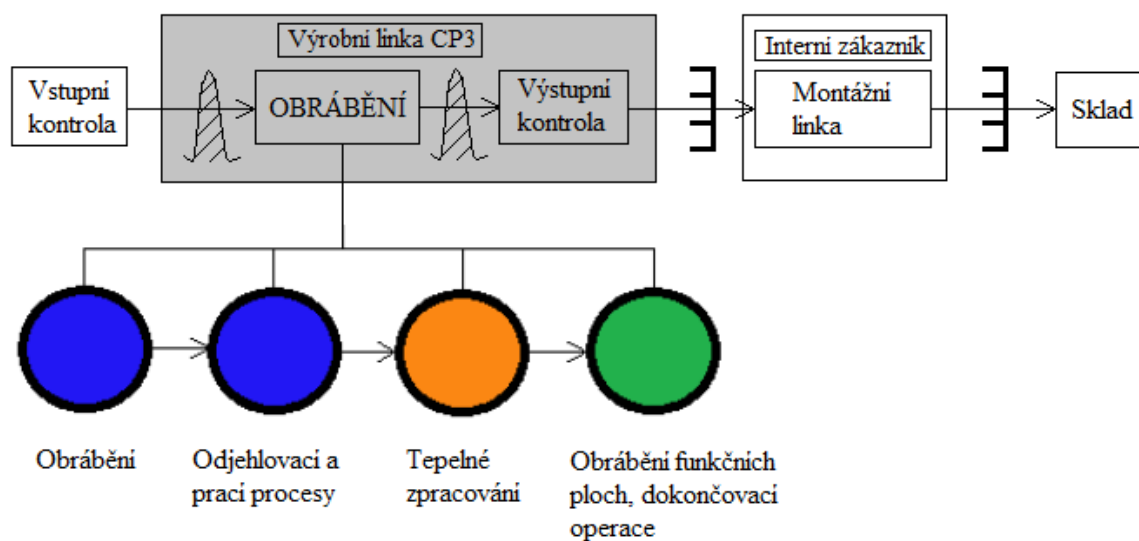 Výrobní linka CP3
Interní zákazník
Vstupní
kontrola
OBRÁBĚNÍ
Výstupní
kontrola
Montážní
linka
Sklad
Obrábění
Odjehlovací a
prací procesy
Tepelné
zpracování
Obrábění funkčních
ploch, dokončovací
operace